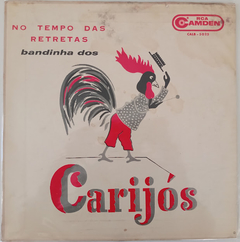 NO TEMPO DAS
RETRETAS
bandinha dos
RCA
CAMDEN
Carijós